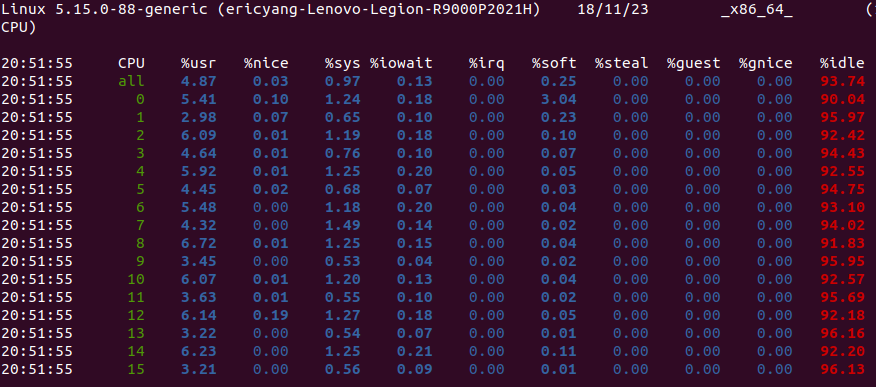 Linux 5.15.0-88-generic (ericyang-Lenovo-Legion-R9000P2021H) 18/11/23 _x86_64_ (
CPU)
20:51:55 CPU %usr %nice %sys %iowait %irq %soft %steal %guest %gnice %idle
20:51:55 all 4.87 0.03 0.97 0.13 0.00 0.25 0.00 0.00 0.00 93.74
20:51:55 0 5.41 0.10 1.24 0.18 0.00 3.04 0.00 0.00 0.00 90.04
20:51:55 1 2.98 0.07 0.65 0.10 0.00 0.23 0.00 0.00 0.00 95.97
20:51:55 2 6.09 0.01 1.19 0.18 0.00 0.10 0.00 0.00 0.00 92.42
20:51:55 3 4.64 0.01 0.76 0.10 0.00 0.07 0.00 0.00 0.00 94.43
20:51:55 4 5.92 0.01 1.25 0.20 0.00 0.05 0.00 0.00 0.00 92.55
20:51:55 5 4.45 0.02 0.68 0.07 0.00 0.03 0.00 0.00 0.00 94.75
20:51:55 6 5.48 0.00 1.18 0.20 0.00 0.04 0.00 0.00 0.00 93.10
20:51:55 7 4.32 0.00 1.49 0.14 0.00 0.02 0.00 0.00 0.00 94.02
20:51:55 8 6.72 0.01 1.25 0.15 0.00 0.04 0.00 0.00 0.00 91.83
20:51:55 9 3.45 0.00 0.53 0.04 0.00 0.02 0.00 0.00 0.00 95.95
20:51:55 10 6.07 0.01 1.20 0.13 0.00 0.04 0.00 0.00 0.00 92.57
20:51:55 11 3.63 0.01 0.55 0.10 0.00 0.02 0.00 0.00 0.00 95.69
20:51:55 12 6.14 0.19 1.27 0.18 0.00 0.05 0.00 0.00 0.00 92.18
20:51:55 13 3.22 0.00 0.54 0.07 0.00 0.01 0.00 0.00 0.00 96.16
20:51:55 14 6.23 0.00 1.25 0.21 0.00 0.11 0.00 0.00 0.00 92.20
20:51:55 15 3.21 0.00 0.56 0.09 0.00 0.01 0.00 0.00 0.00 96.13